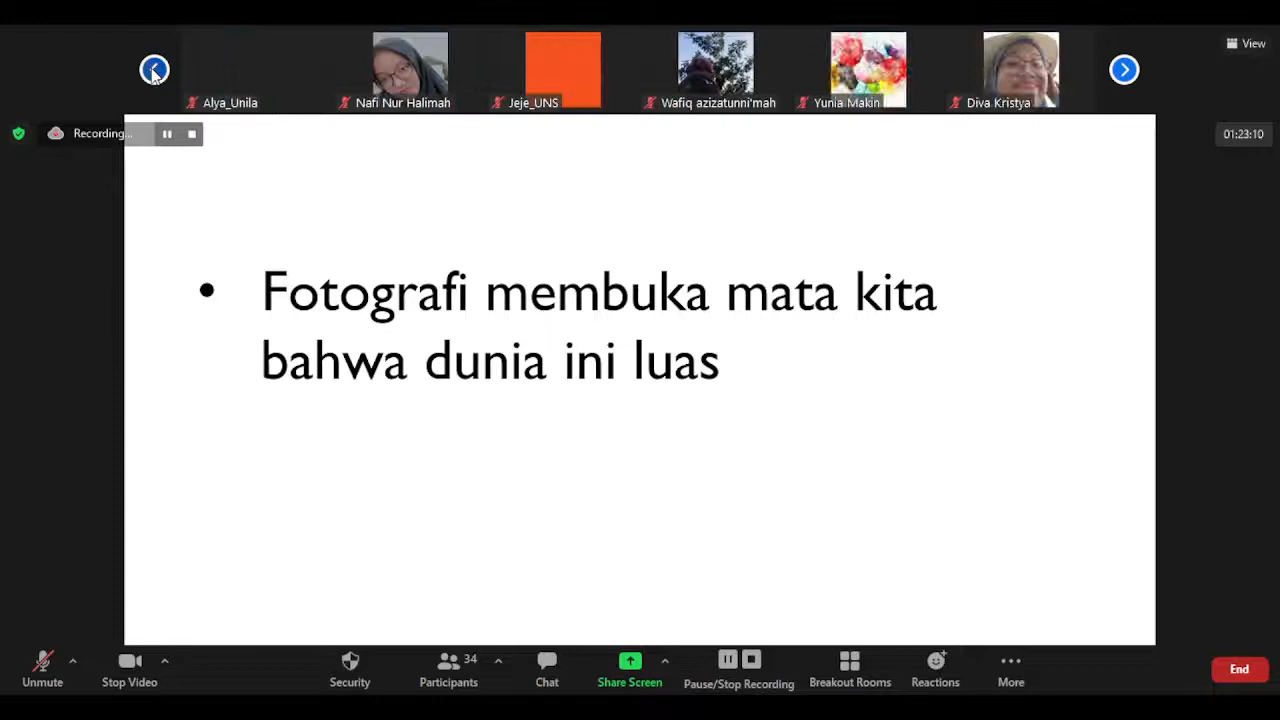 View
Alya_Unila
Nafi Nur Halimah
Jeje_UNS
Wafiq azizatunni'mah
Yunia Makin
Diva Kristya
Recording...
01:23:10
• Fotografi membuka mata kita
bahwa dunia ini luas
Unmute
Stop Video
Security
Participants
34
Chat
Share Screen
Pause/Stop Recording
Breakout Rooms
Reactions
More
End